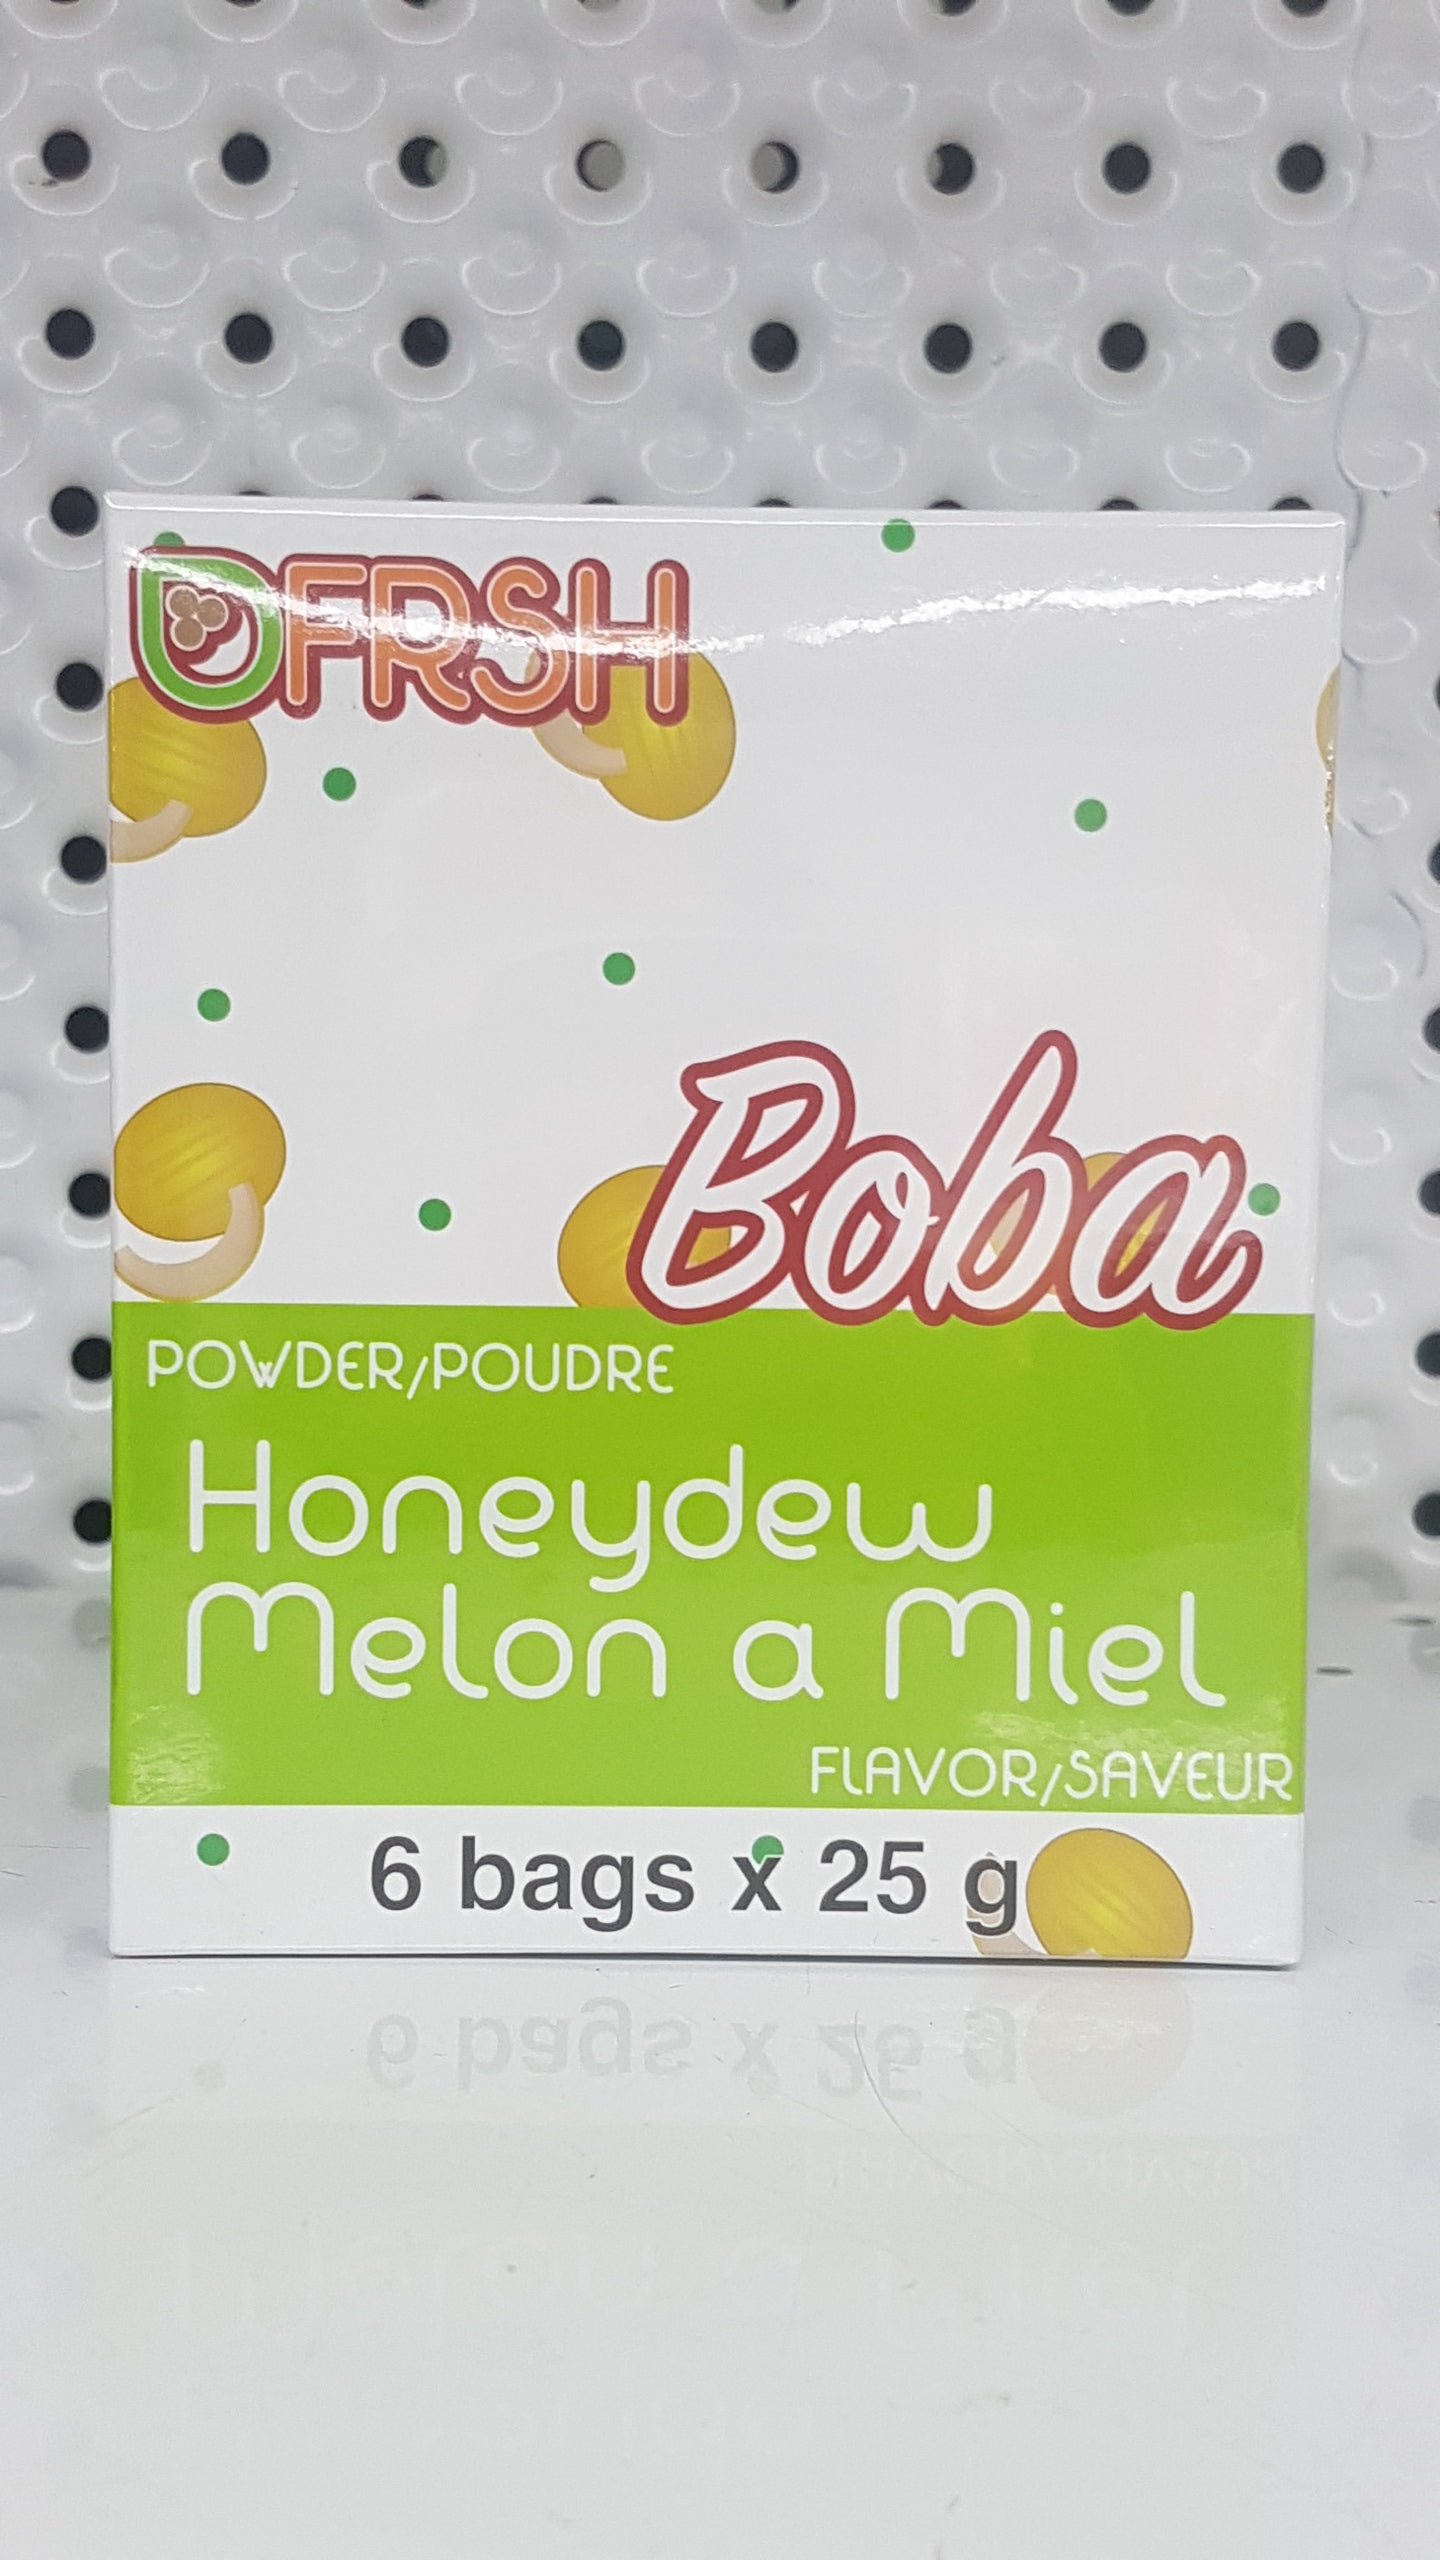 DFRSH
Boba
POWDER/POUDRE
Honeydew
Melon a Miel
FLAVOR/SAVEUR
6 bags x 25 g